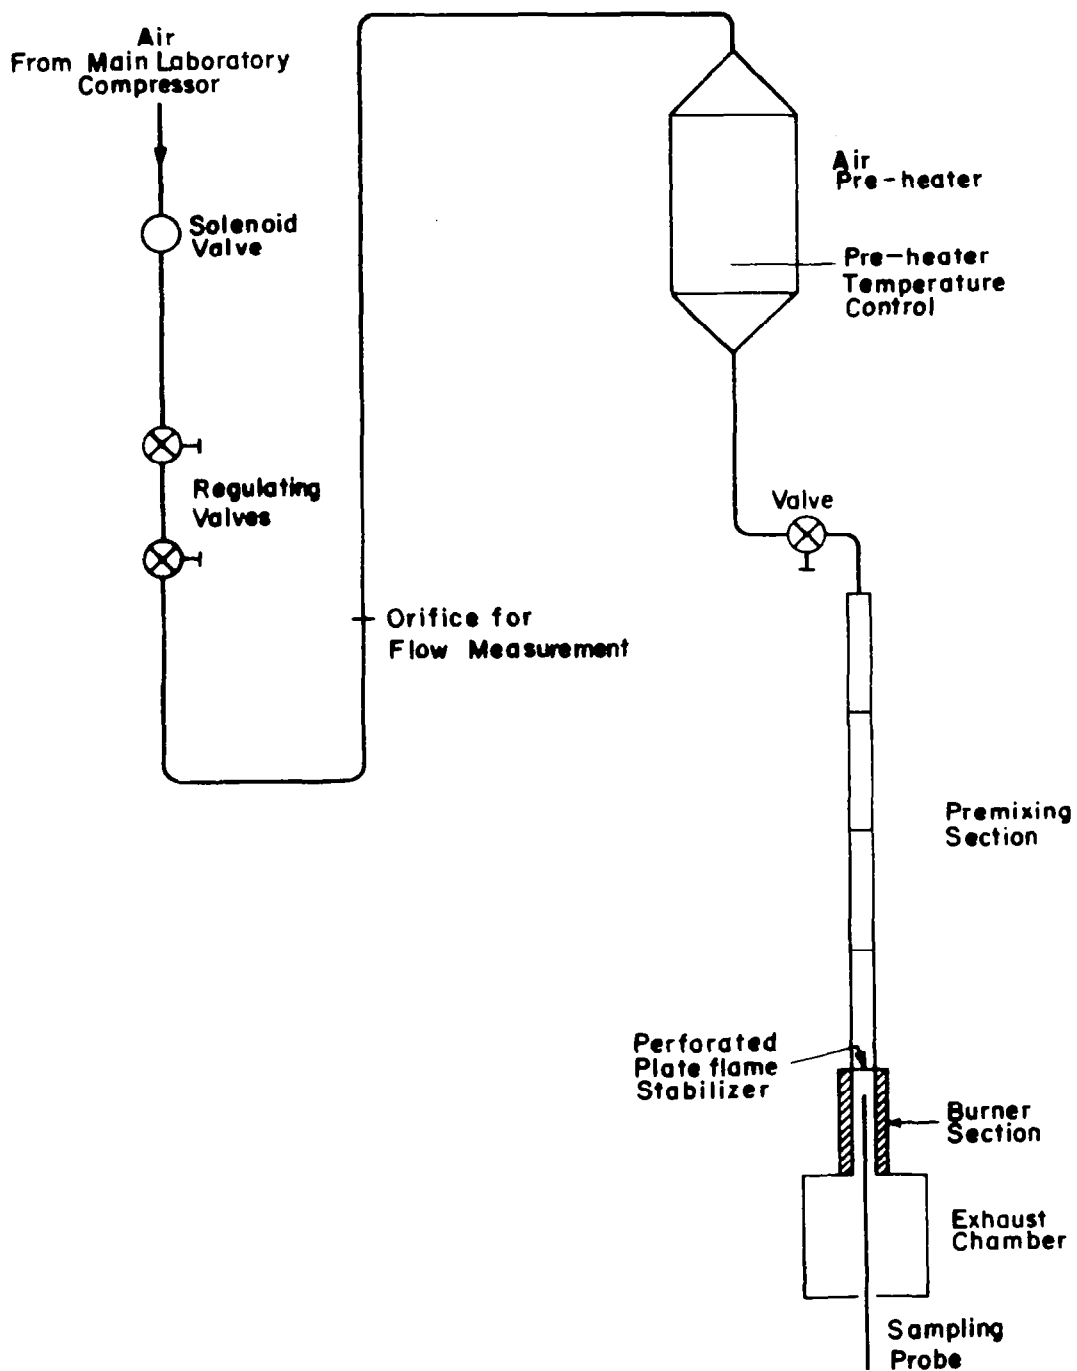 Air
From Main Laboratory
Compressor
Solenoid
Valve
Air
Pre-heater
Pre-heater
Temperature
Control
Regulating
Valves
Valve
Orifice for
Flow Measurement
Premixing
Section
Perforated
Plate flame
Stabilizer
Burner
Section
Exhaust
Chamber
Sampling
Probe